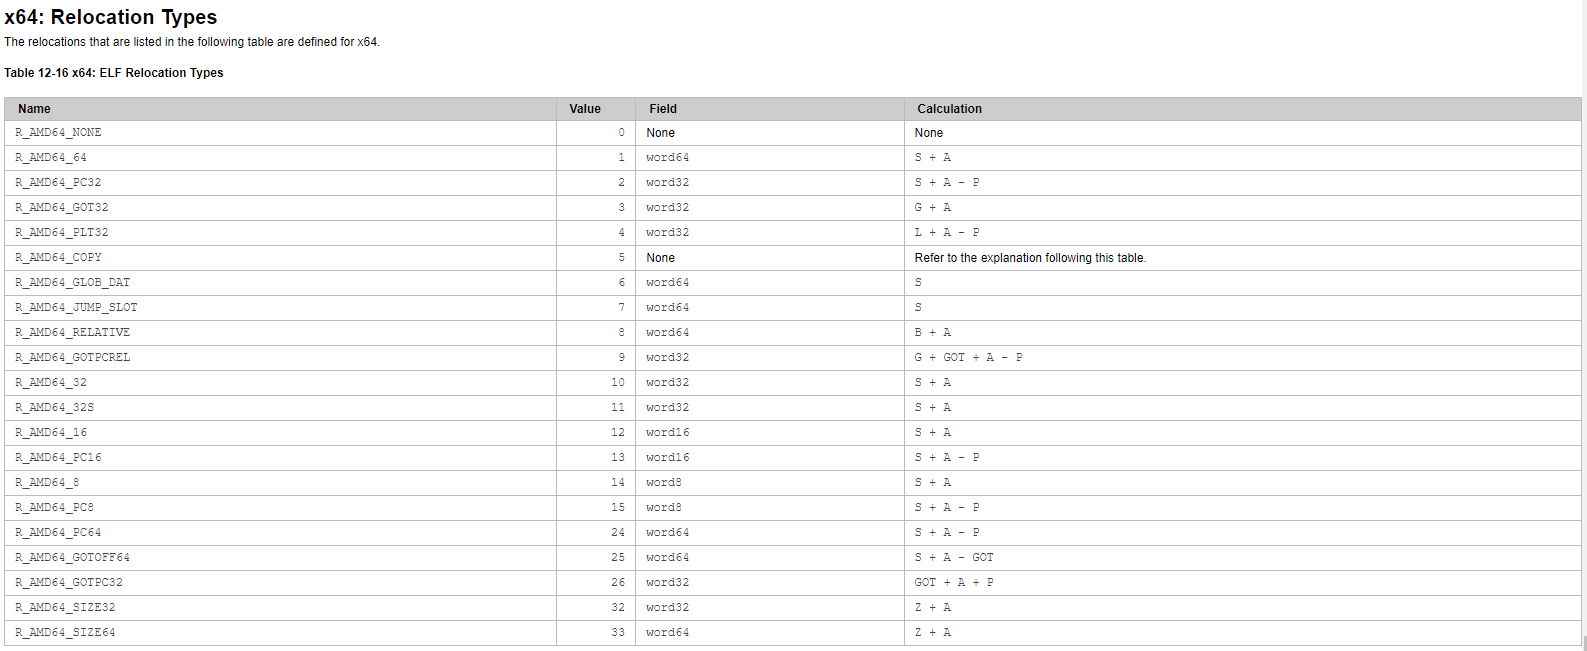 x64: Relocation Types
The relocations that are listed in the following table are defined for x64.
Table 12-16 x64: ELF Relocation Types
Name Value Field Calculation
R_AMD64_NONE 0 None None
R_AMD64_64 1 word64 S + A
R_AMD64_PC32 2 word32 S + A - P
R_AMD64_GOT32 3 word32 G + A
R_AMD64_PLT32 4 word32 L + A - P
R_AMD64_COPY 5 None Refer to the explanation following this table.
R_AMD64_GLOB_DAT 6 word64 S
R_AMD64_JUMP_SLOT 7 word64 S
R_AMD64_RELATIVE 8 word64 B + A
R_AMD64_GOTPCREL 9 word32 G + GOT + A - P
R_AMD64_32 10 word32 S + A
R_AMD64_32S 11 word32 S + A
R_AMD64_16 12 word16 S + A
R_AMD64_PC16 13 word16 S + A - P
R_AMD64_8 14 word8 S + A
R_AMD64_PC8 15 word8 S + A - P
R_AMD64_PC64 24 word64 S + A - P
R_AMD64_GOTOFF64 25 word64 S + A - GOT
R_AMD64_GOTPC32 26 word32 GOT + A + P
R_AMD64_SIZE32 32 word32 Z + A
R_AMD64_SIZE64 33 word64 Z + A